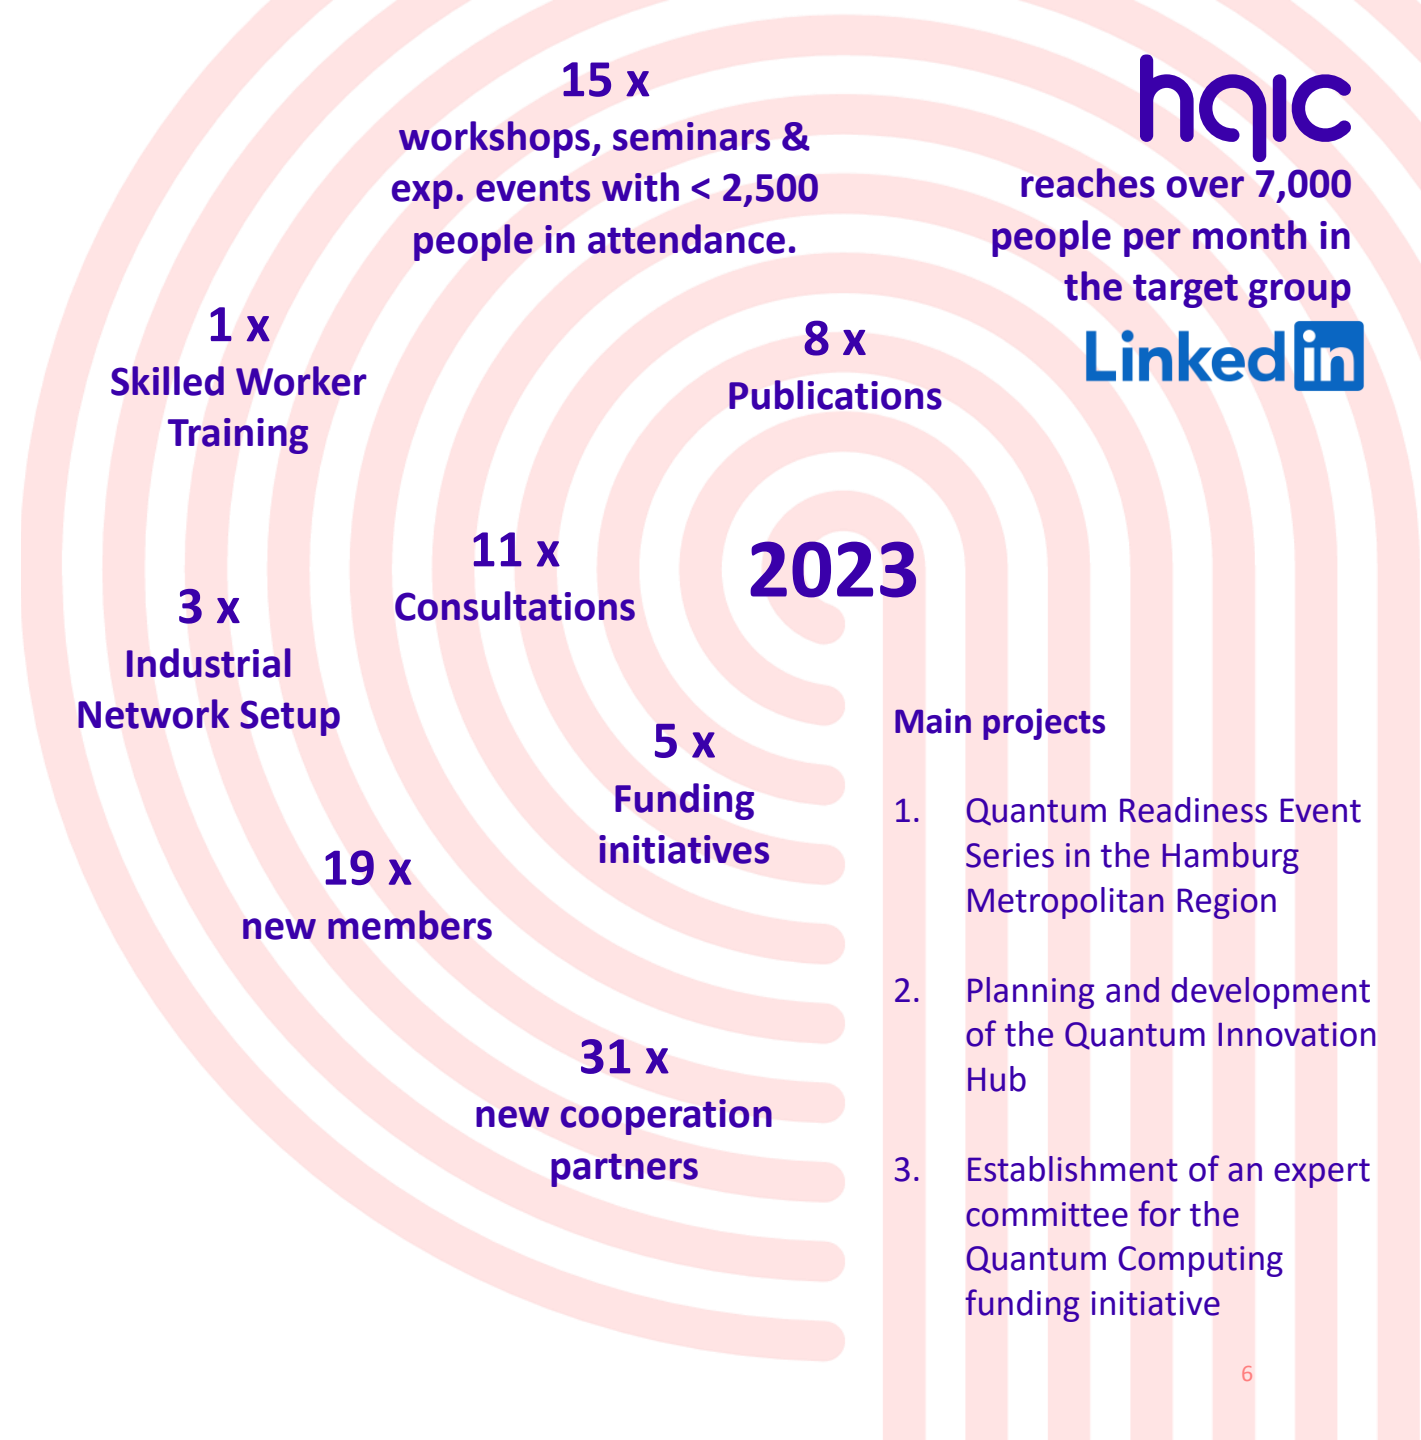 15 x
workshops, seminars &
exp. events with < 2,500
people in attendance.
hqic
reaches over 7,000
people per month in
the target group
LinkedIn
1 x
Skilled Worker
Training
8 x
Publications
11 x
Consultations
2023
3 x
Industrial
Network Setup
5 x
Funding
initiatives
19 x
new members
31 x
new cooperation
partners
Main projects
1. Quantum Readiness Event
Series in the Hamburg
Metropolitan Region
2. Planning and development
of the Quantum Innovation
Hub
3. Establishment of an expert
committee for the
Quantum Computing
funding initiative
6